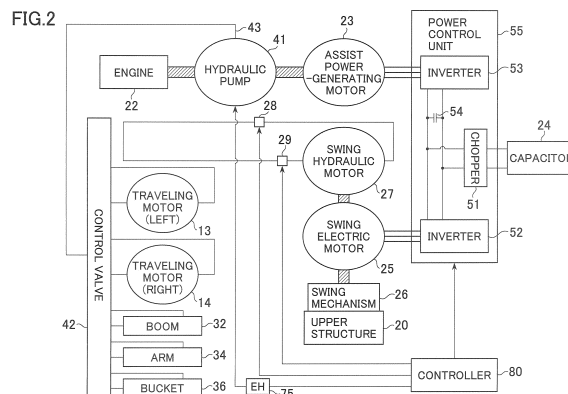 FIG.2
43
23
41
POWER
CONTROL
UNIT
55
ENGINE
22
HYDRAULIC
PUMP
ASSIST
POWER
-GENERATING
MOTOR
INVERTER
53
28
54
29
24
CHOPPER
51
CAPACITOR
SWING
HYDRAULIC
MOTOR
27
TRAVELING
MOTOR
(LEFT)
13
CONTROL VALVE
SWING
ELECTRIC
MOTOR
25
INVERTER
52
TRAVELING
MOTOR
(RIGHT)
14
SWING
MECHANISM
26
UPPER
STRUCTURE
20
42
BOOM
32
ARM
34
BUCKET
36
EH
75
CONTROLLER
80